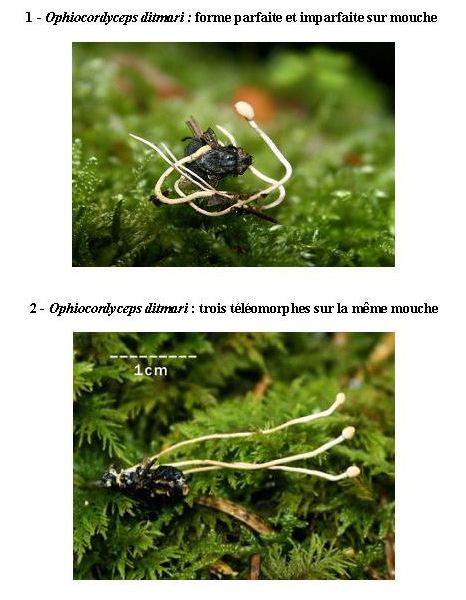 1 - Ophiocordyceps ditmari : forme parfaite et imparfaite sur mouche
2 - Ophiocordyceps ditmari : trois téléomorphes sur la même mouche
1cm